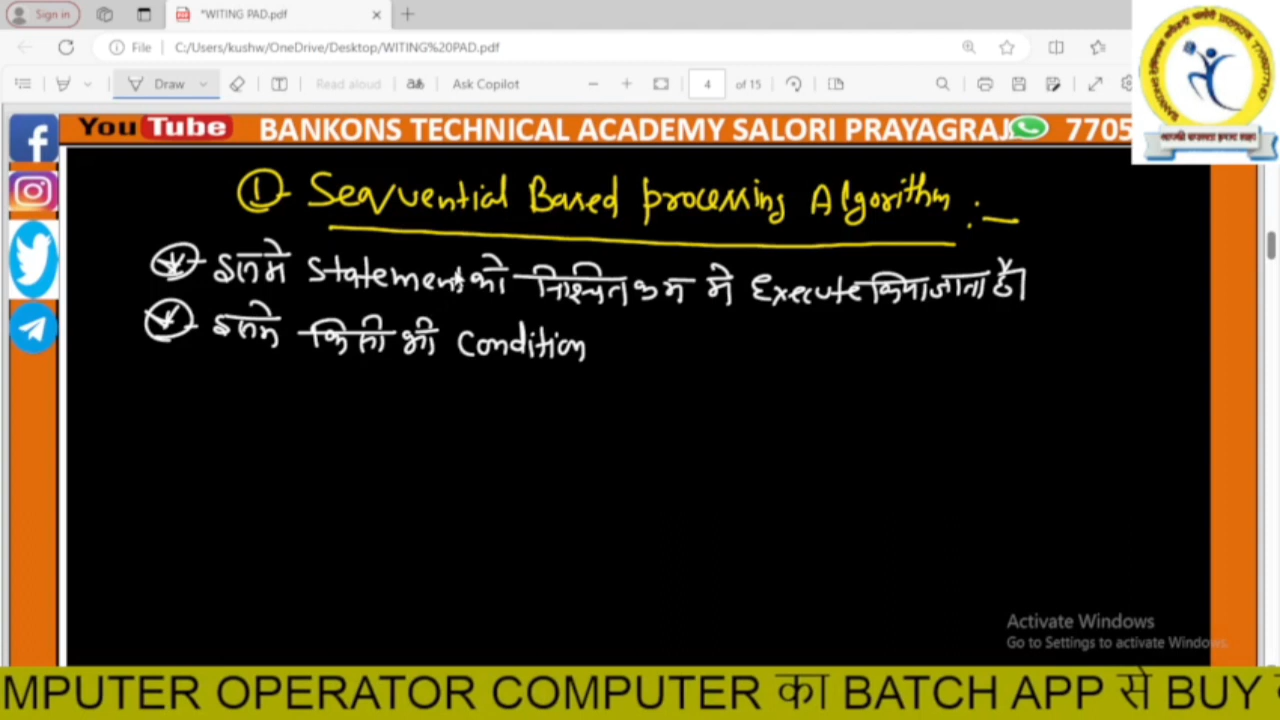 Sign in
*WITING PAD.pdf
File C:/Users/kushw/OneDrive/Desktop/WITING%20PAD.pdf
Draw Read aloud Ask Copilot 4 of 15
YouTube BANKONS TECHNICAL ACADEMY SALORI PRAYAGRAJ 7705
① Sequential Based processing Algorithm :-
इसमे Statement को निश्चित क्रम मे Execute किया जाता है।
इसमे किसी भी Condition
Activate Windows
Go to Settings to activate Windows.
MPUTER OPERATOR COMPUTER का BATCH APP से BUY